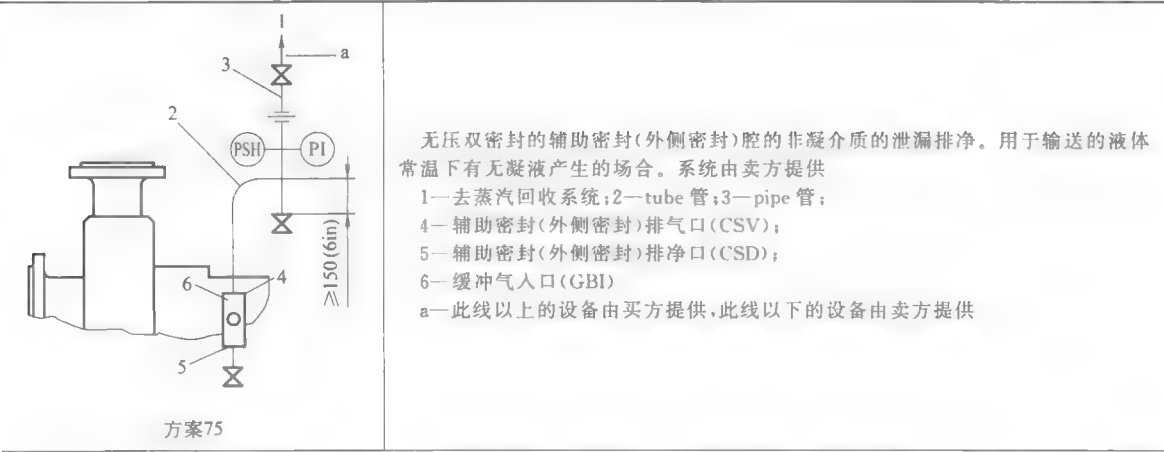 1
a
3
2
PSH
PI
≥150(6in)
6
4
5
方案75
无压双密封的辅助密封(外侧密封)腔的非凝介质的泄漏排净。用于输送的液体
常温下有无凝液产生的场合。系统由卖方提供
1—去蒸汽回收系统;2—tube管;3—pipe管;
4—辅助密封(外侧密封)排气口(CSV);
5—辅助密封(外侧密封)排净口(CSD);
6—缓冲气入口(GBI)
a—此线以上的设备由买方提供,此线以下的设备由卖方提供